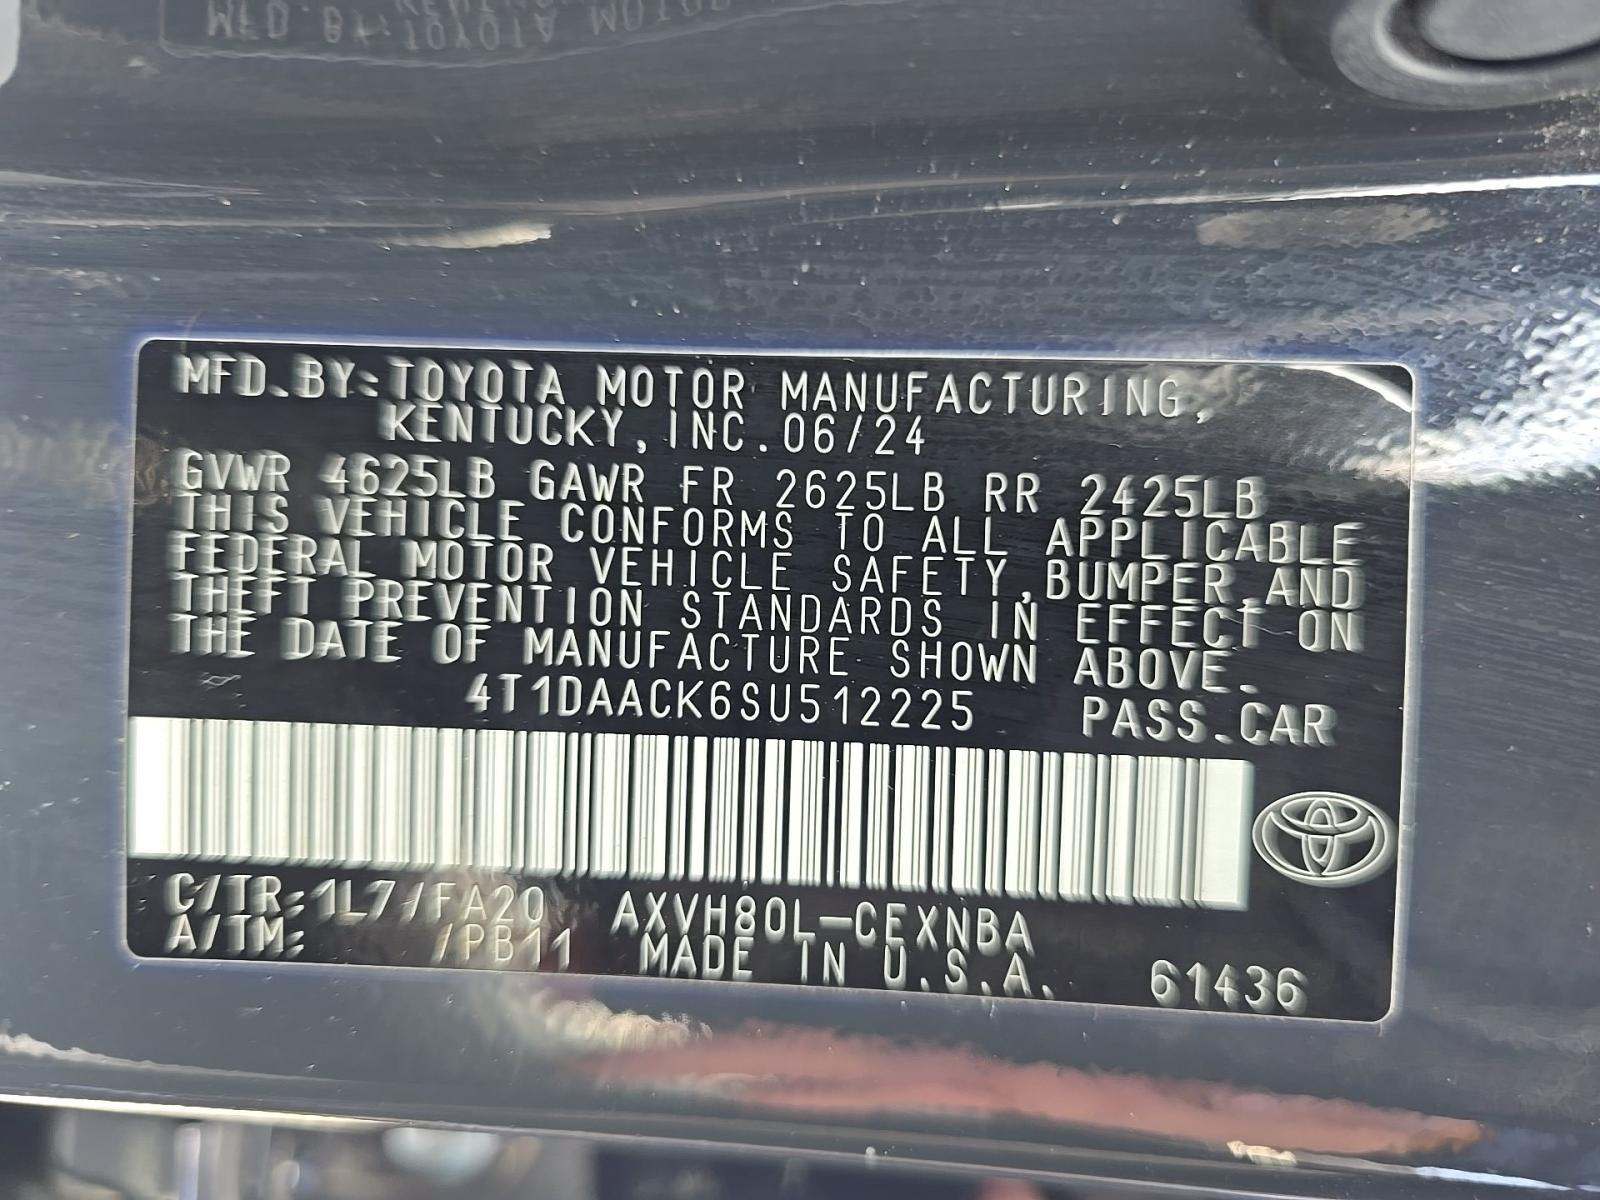 MFD.BY:TOYOTA MOTOR MANUFACTURING,
KENTUCKY,INC.06/24
GVWR 4625LB GAWR FR 2625LB RR 2425LB
THIS VEHICLE CONFORMS TO ALL APPLICABLE
FEDERAL MOTOR VEHICLE SAFETY,BUMPER,AND
THEFT PREVENTION STANDARDS IN EFFECT ON
THE DATE OF MANUFACTURE SHOWN ABOVE.
4T1DAACK6SU512225 PASS.CAR
C/TR:1L7/FA20 AXVH80L-CEXNBA
A/TM: /PB11 MADE IN U.S.A. 61436